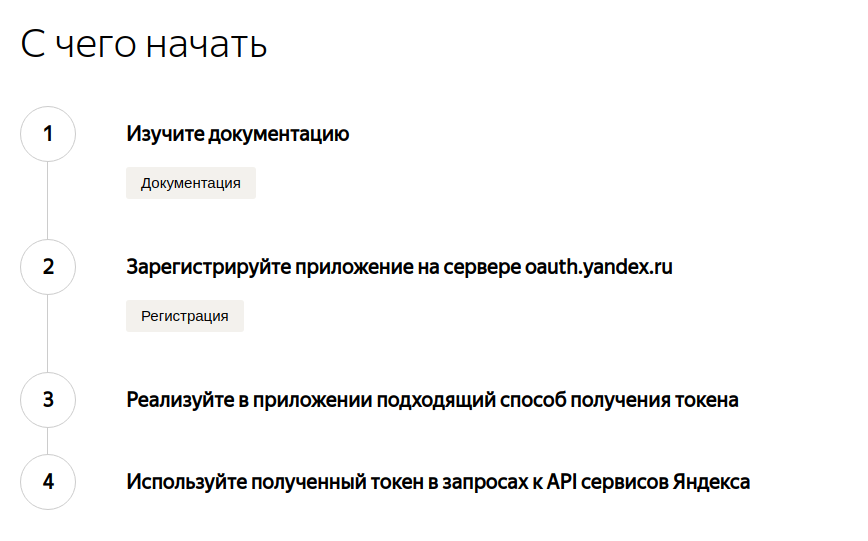 С чего начать
1
Изучите документацию
Документация
2
Зарегистрируйте приложение на сервере oauth.yandex.ru
Регистрация
3
Реализуйте в приложении подходящий способ получения токена
4
Используйте полученный токен в запросах к API сервисов Яндекса